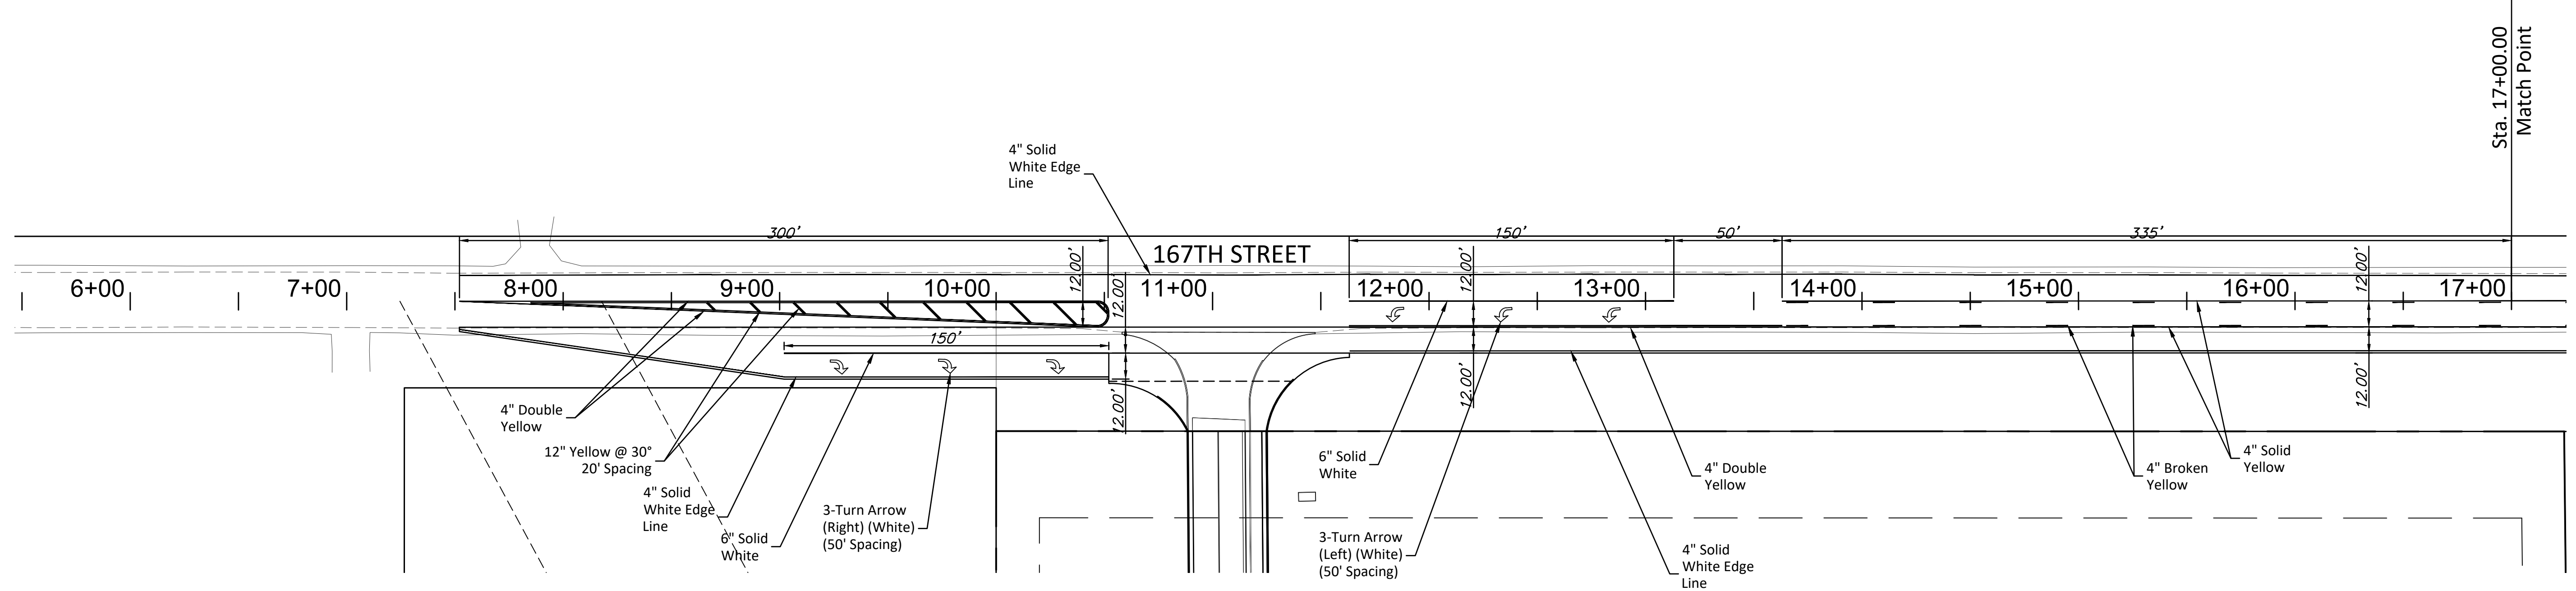 Sta. 17+00.00
Match Point
4" Solid
White Edge
Line
300'
150'
50'
335'
167TH STREET
12.00'
12.00'
12.00'
12.00'
6+00
7+00
8+00
9+00
10+00
11+00
12+00
13+00
14+00
15+00
16+00
17+00
150'
12.00'
12.00'
12.00'
4" Double
Yellow
12" Yellow @ 30°
20' Spacing
4" Solid
White Edge
Line
6" Solid
White
3-Turn Arrow
(Right) (White)
(50' Spacing)
6" Solid
White
3-Turn Arrow
(Left) (White)
(50' Spacing)
4" Double
Yellow
4" Solid
White Edge
Line
4" Broken
Yellow
4" Solid
Yellow